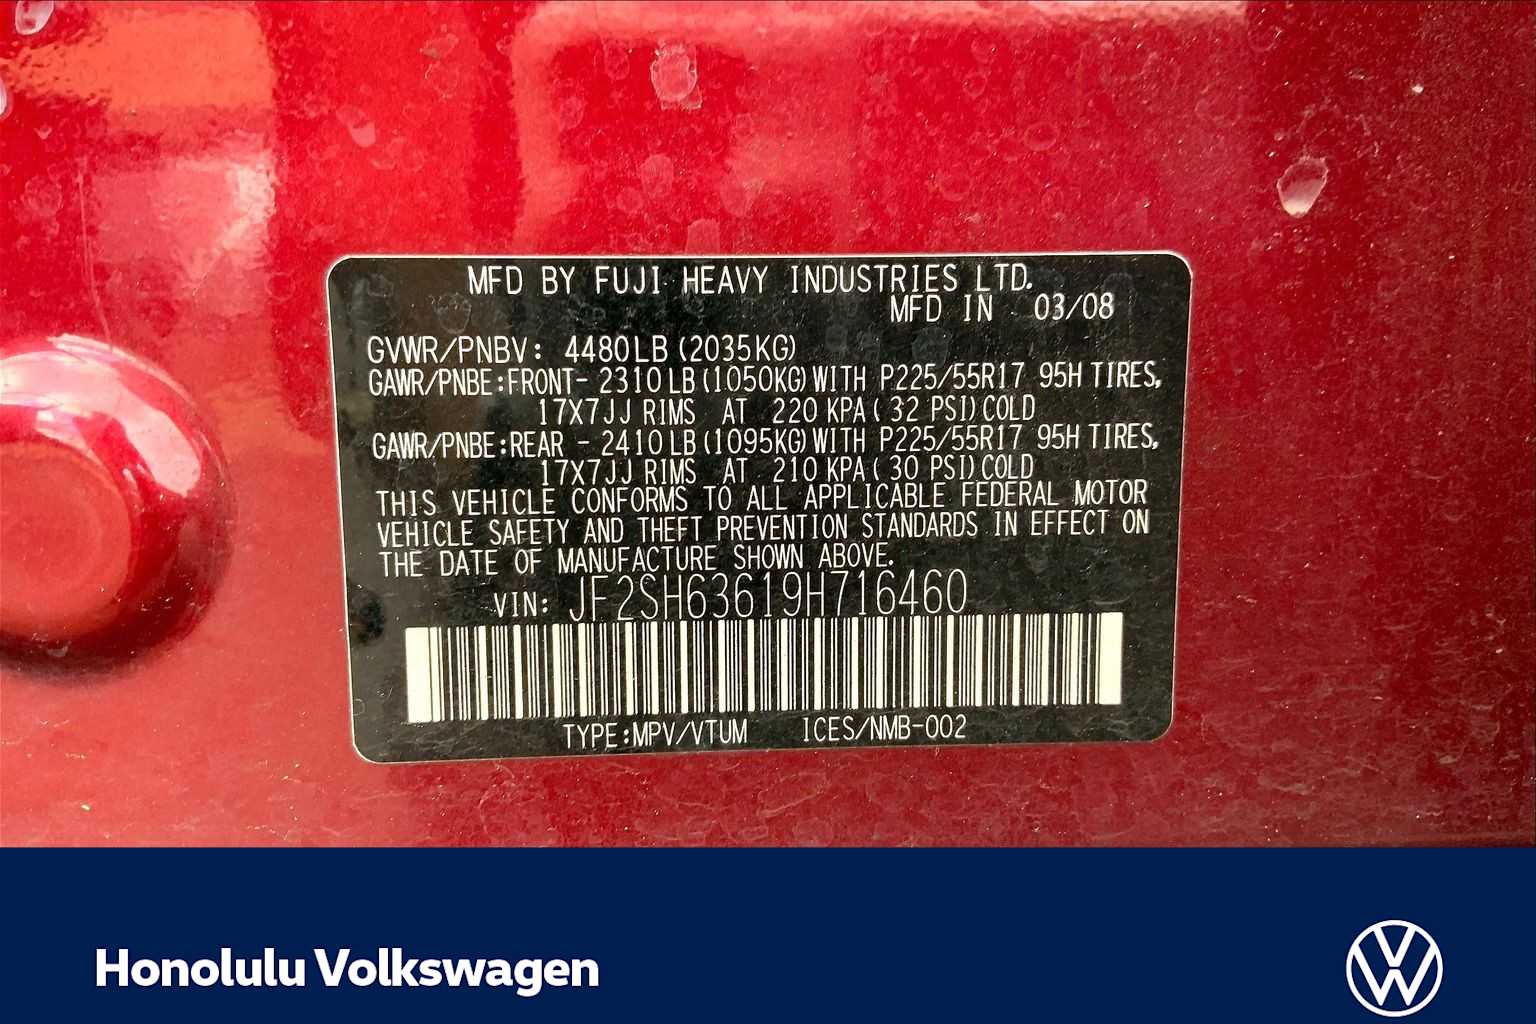 MFD BY FUJI HEAVY INDUSTRIES LTD.
MFD IN 03/08
GVWR/PNBV: 4480LB (2035KG)
GAWR/PNBE:FRONT- 2310 LB (1050KG) WITH P225/55R17 95H TIRES,
17X7JJ RIMS AT 220 KPA ( 32 PSI) COLD
GAWR/PNBE:REAR - 2410 LB (1095KG) WITH P225/55R17 95H TIRES,
17X7JJ RIMS AT 210 KPA ( 30 PSI) COLD
THIS VEHICLE CONFORMS TO ALL APPLICABLE FEDERAL MOTOR
VEHICLE SAFETY AND THEFT PREVENTION STANDARDS IN EFFECT ON
THE DATE OF MANUFACTURE SHOWN ABOVE.
VIN: JF2SH63619H716460
TYPE:MPV/VTUM ICES/NMB-002
Honolulu Volkswagen